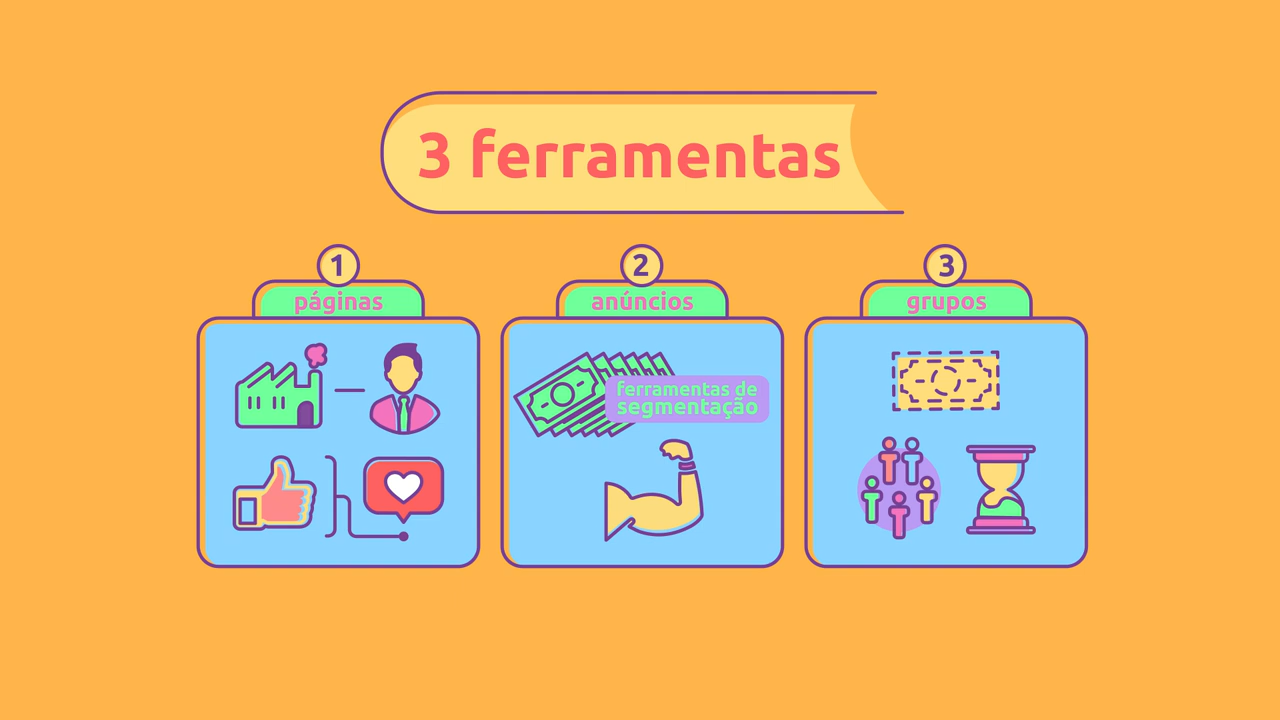 3 ferramentas
1
páginas
2
anúncios
ferramentas de
segmentação
3
grupos